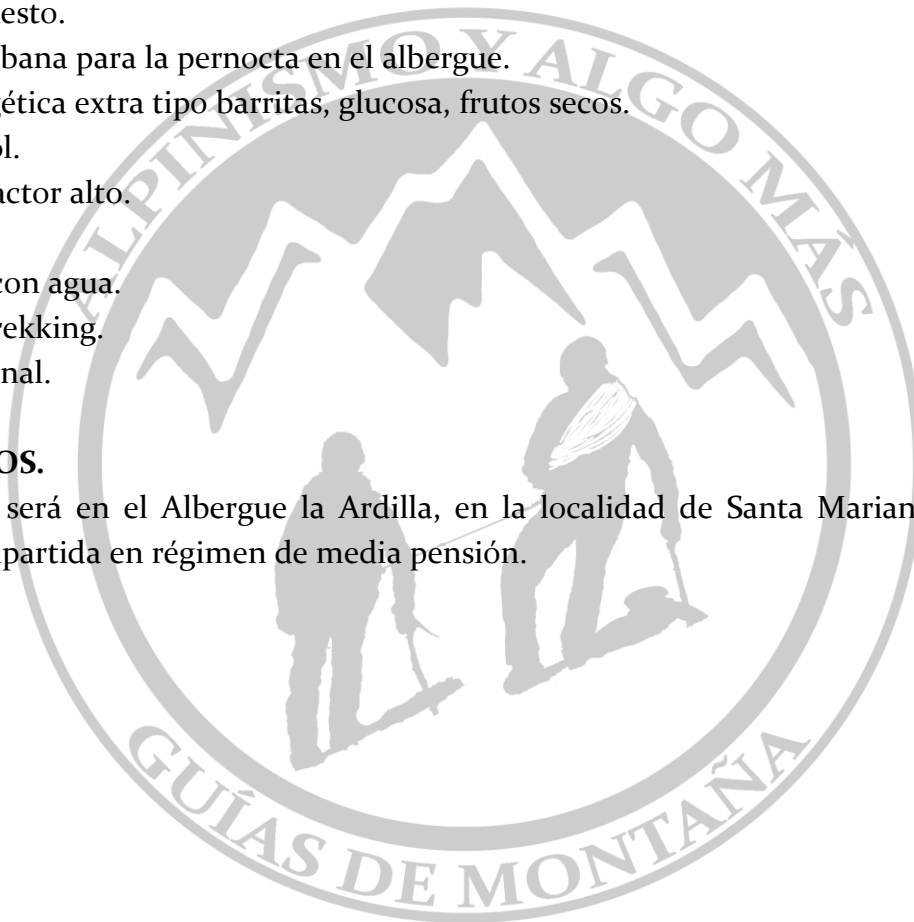 esto.
bana para la pernocta en el albergue.
gética extra tipo barritas, glucosa, frutos secos.
ol.
actor alto.
con agua.
rekking.
nal.
OS.
será en el Albergue la Ardilla, en la localidad de Santa Marian
partida en régimen de media pensión.
ALPINISMO Y ALGO MÁS
GUÍAS DE MONTAÑA